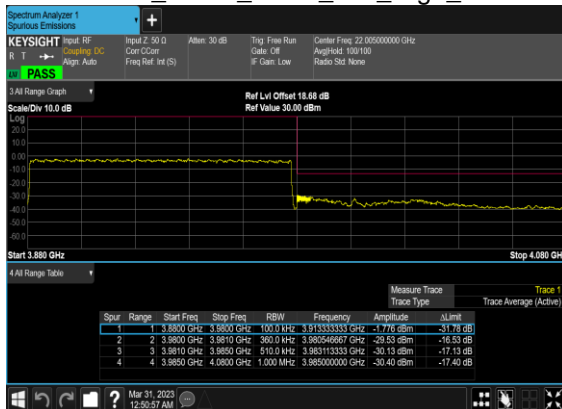 Spectrum Analyzer 1
Spurious Emissions
KEYSIGHT Input: RF Input Z: 50 Ω Atten: 30 dB Trig: Free Run Center Freq: 22.005000000 GHz
R T Coupling: DC Corr CCorr Gate: Off Avg|Hold: 100/100
Align: Auto Freq Ref: Int (S) IF Gain: Low Radio Std: None
PASS
3 All Range Graph
Ref Lvl Offset 18.68 dB
Scale/Div 10.0 dB Ref Value 30.00 dBm
Log
20.0
10.0
0.00
-10.0
-20.0
-30.0
-40.0
-50.0
-60.0
Start 3.880 GHz Stop 4.080 GHz
4 All Range Table
Measure Trace Trace 1
Trace Type Trace Average (Active)
Spur Range Start Freq Stop Freq RBW Frequency Amplitude ΔLimit
1 1 3.8800 GHz 3.9800 GHz 100.0 kHz 3.913333333 GHz -1.776 dBm -31.78 dB
2 2 3.9800 GHz 3.9810 GHz 360.0 kHz 3.980546667 GHz -29.53 dBm -16.53 dB
3 3 3.9810 GHz 3.9850 GHz 510.0 kHz 3.983113333 GHz -30.13 dBm -17.13 dB
4 4 3.9850 GHz 4.0800 GHz 1.000 MHz 3.985000000 GHz -30.40 dBm -17.40 dB
Mar 31, 2023
12:50:57 AM